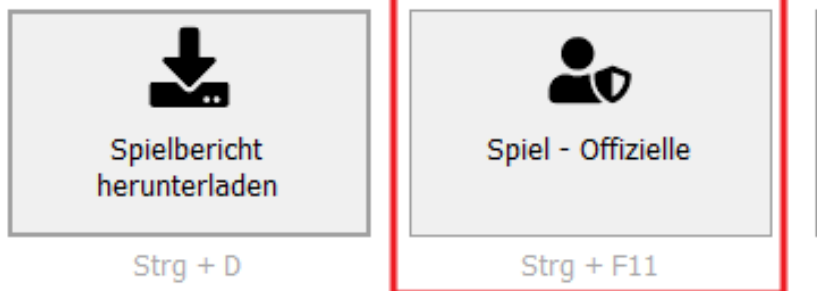 Spielbericht
herunterladen
Strg + D
Spiel - Offizielle
Strg + F11